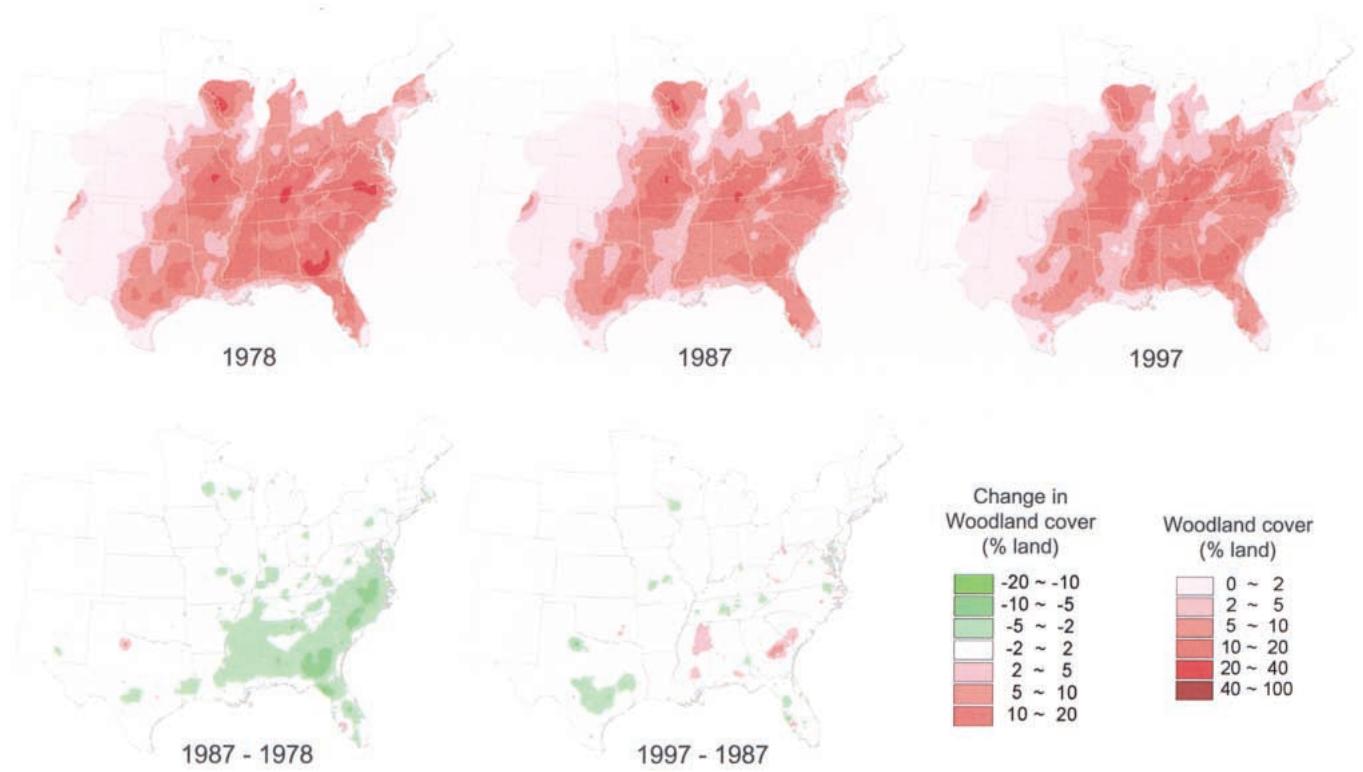 1978
1987
1997
1987 - 1978
1997 - 1987
Change in
Woodland cover
(% land)
-20 ~ -10
-10 ~ -5
-5 ~ -2
-2 ~ 2
2 ~ 5
5 ~ 10
10 ~ 20
Woodland cover
(% land)
0 ~ 2
2 ~ 5
5 ~ 10
10 ~ 20
20 ~ 40
40 ~ 100